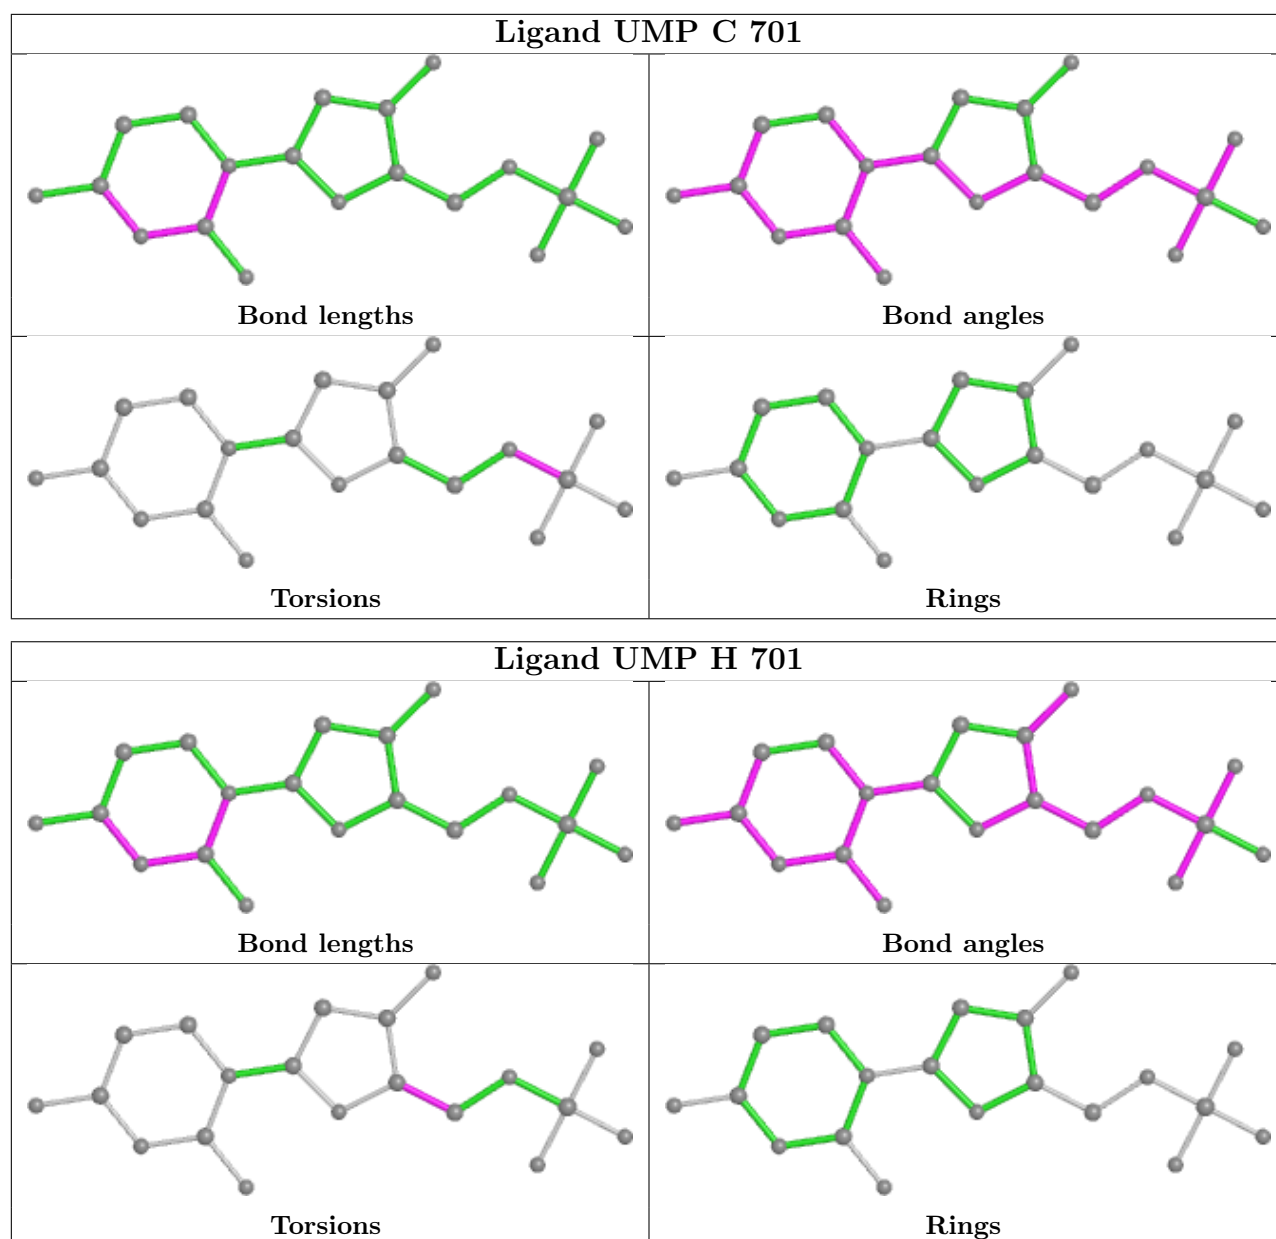 Ligand UMP C 701
Bond lengths
Bond angles
Torsions
Rings
Ligand UMP H 701
Bond lengths
Bond angles
Torsions
Rings